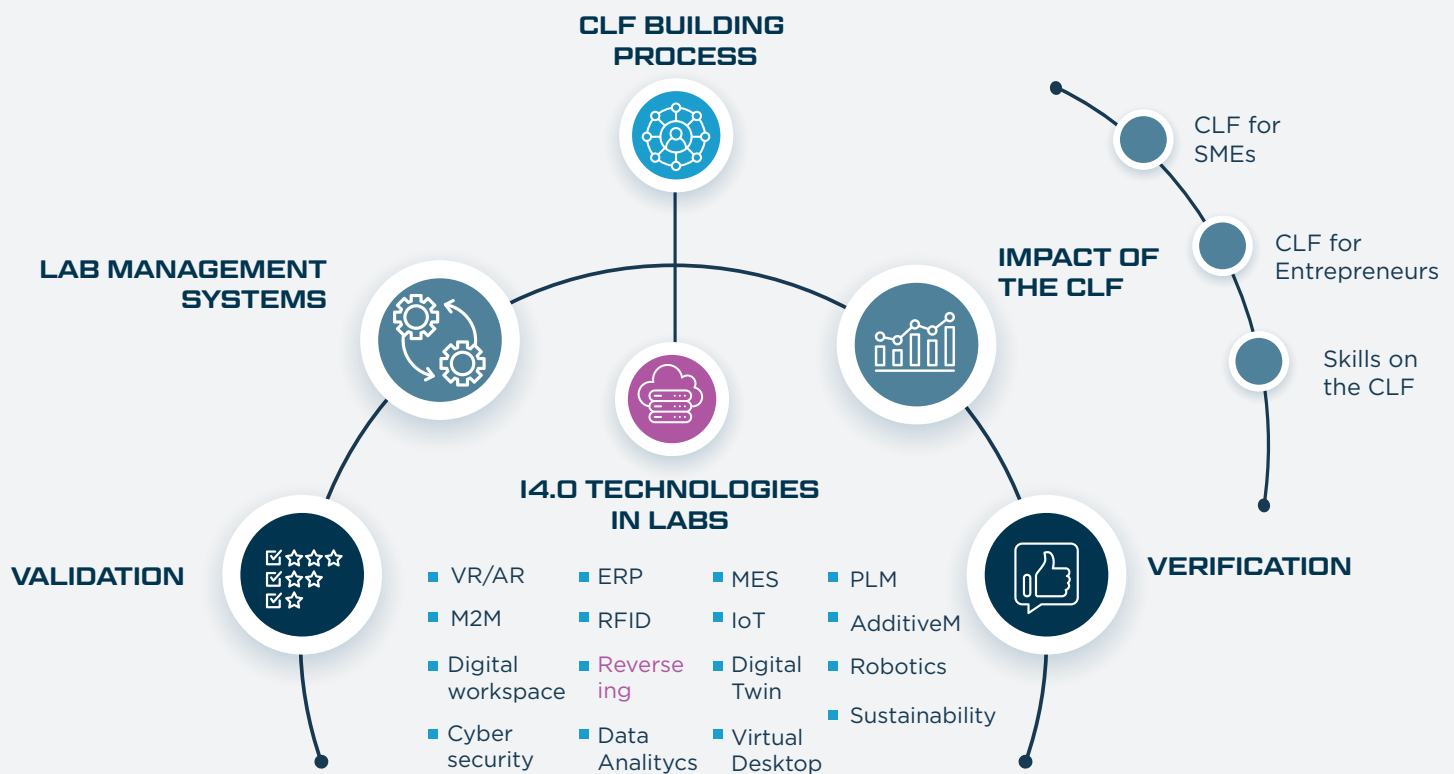 CLF BUILDING
PROCESS
CLF for
SMEs
CLF for
Entrepreneurs
Skills on
the CLF
LAB MANAGEMENT
SYSTEMS
IMPACT OF
THE CLF
I4.0 TECHNOLOGIES
IN LABS
VALIDATION
VERIFICATION
VR/AR
M2M
Digital
workspace
Cyber
security
ERP
RFID
Reverse
ing
Data
Analitycs
MES
IoT
Digital
Twin
Virtual
Desktop
PLM
AdditiveM
Robotics
Sustainability